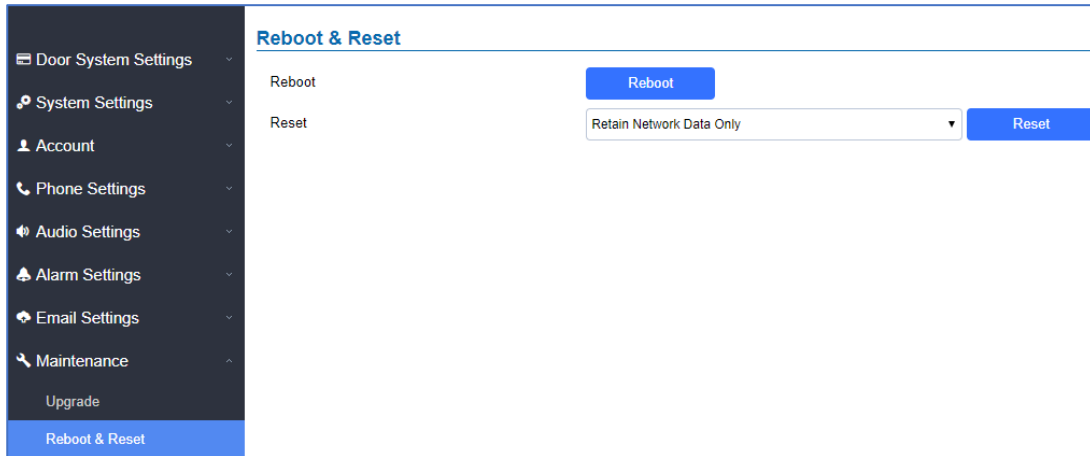 Door System Settings
System Settings
Account
Phone Settings
Audio Settings
Alarm Settings
Email Settings
Maintenance
Upgrade
Reboot & Reset
Reboot & Reset
Reboot Reboot
Reset Retain Network Data Only Reset